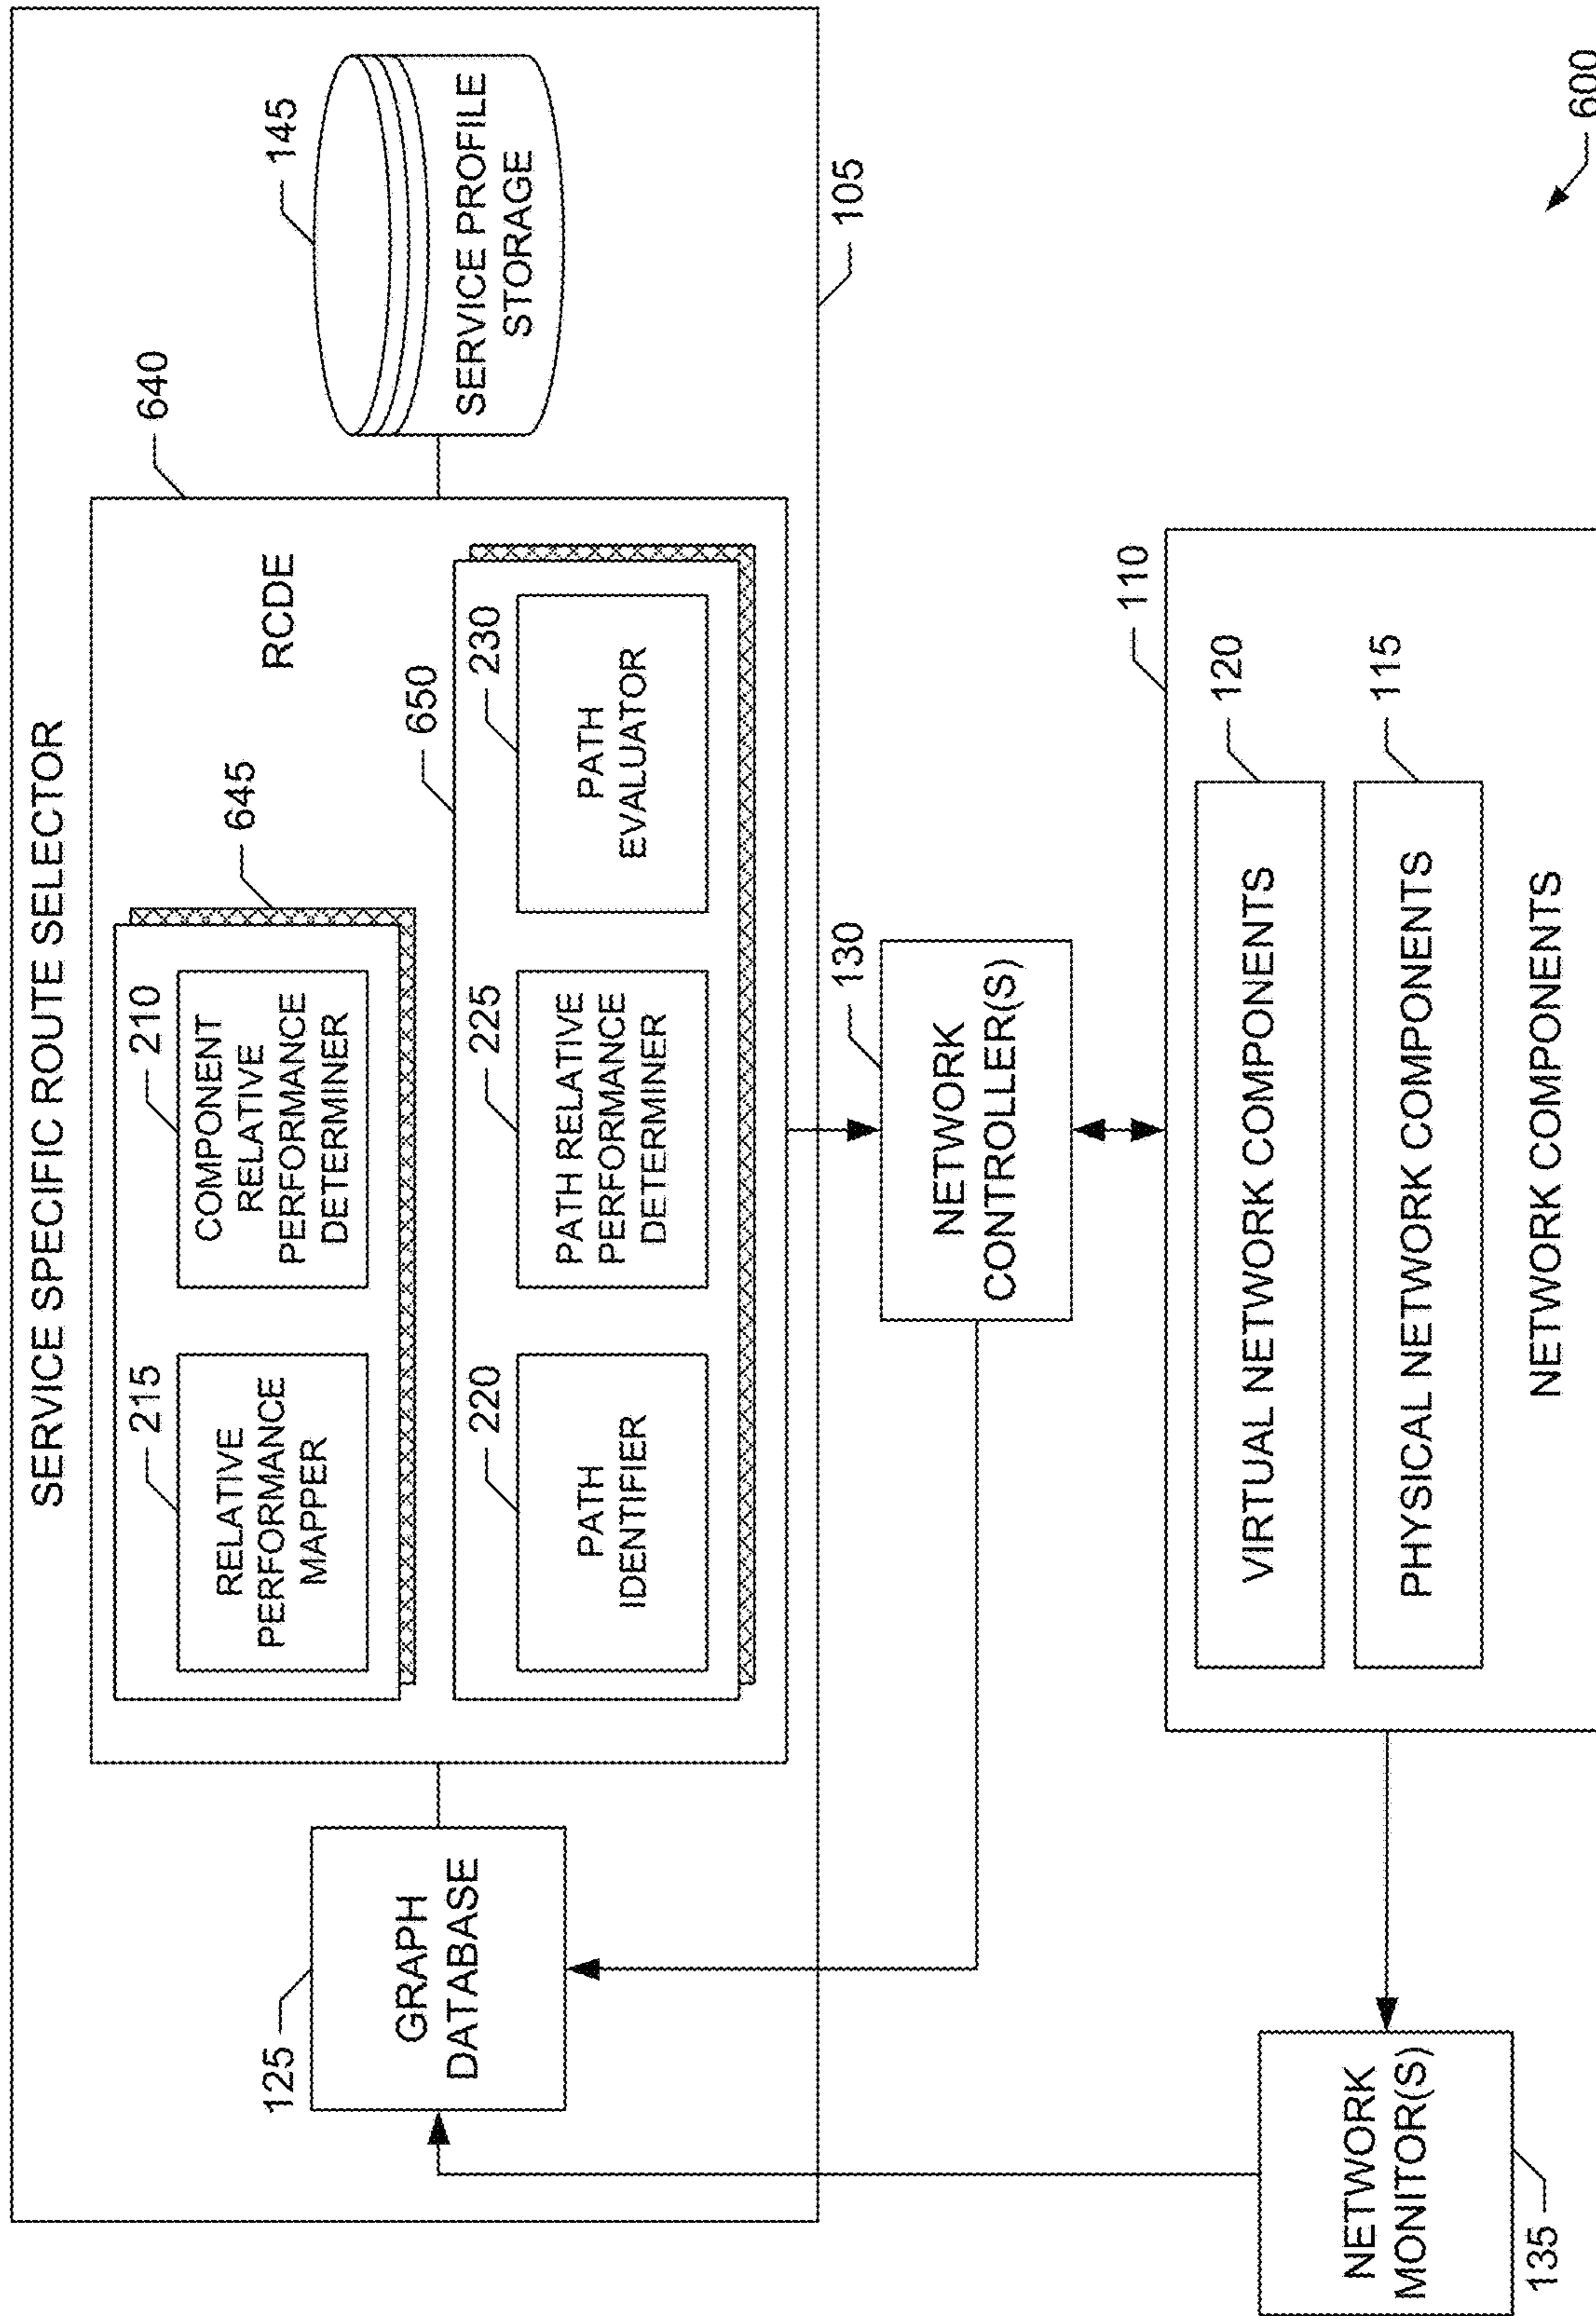 SERVICE SPECIFIC ROUTE SELECTOR
125
GRAPH
DATABASE
215
RELATIVE
PERFORMANCE
MAPPER
210
COMPONENT
RELATIVE
PERFORMANCE
DETERMINER
645
640
RCDE
220
PATH
IDENTIFIER
225
PATH RELATIVE
PERFORMANCE
DETERMINER
650
230
PATH
EVALUATOR
145
SERVICE PROFILE
STORAGE
105
130
NETWORK
CONTROLLER(S)
110
VIRTUAL NETWORK COMPONENTS
120
PHYSICAL NETWORK COMPONENTS
115
NETWORK COMPONENTS
NETWORK
MONITOR(S)
135
600